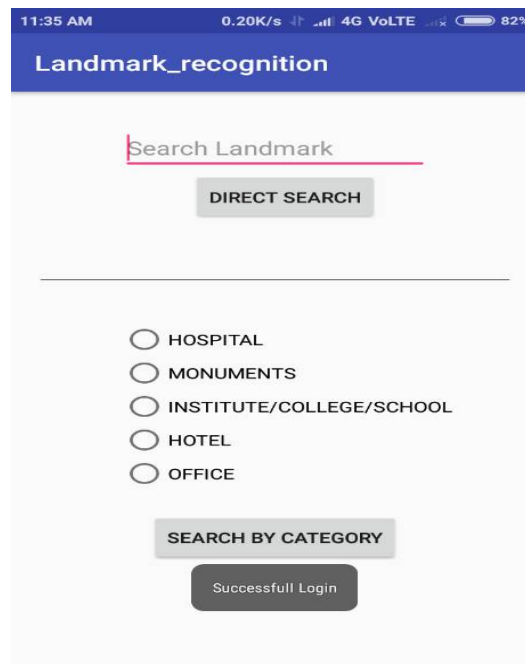 11:35 AM 0.20K/s 4G VoLTE 82%
Landmark_recognition
Search Landmark
DIRECT SEARCH
HOSPITAL
MONUMENTS
INSTITUTE/COLLEGE/SCHOOL
HOTEL
OFFICE
SEARCH BY CATEGORY
Successfull Login